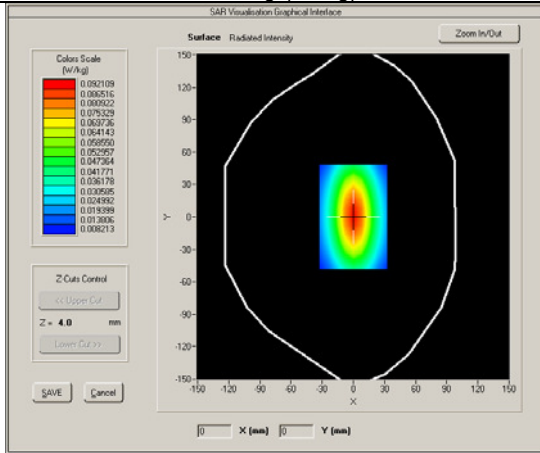 SAR Visualisation Graphical Interface
Surface Radiated Intensity
Zoom In/Out
Colors Scale
(W/kg)
0.092109
0.086516
0.080922
0.075329
0.069736
0.064143
0.058550
0.052957
0.047364
0.041771
0.036178
0.030585
0.024992
0.019399
0.013806
0.008213
Z-Cuts Control
<< Upper Cut
Z = 4.0 mm
Lower Cut >>
SAVE Cancel
150
120
90
60
30
0
-30
-60
-90
-120
-150
Y
-150 -120 -90 -60 -30 0 30 60 90 120 150
X
0 X (mm) 0 Y (mm)